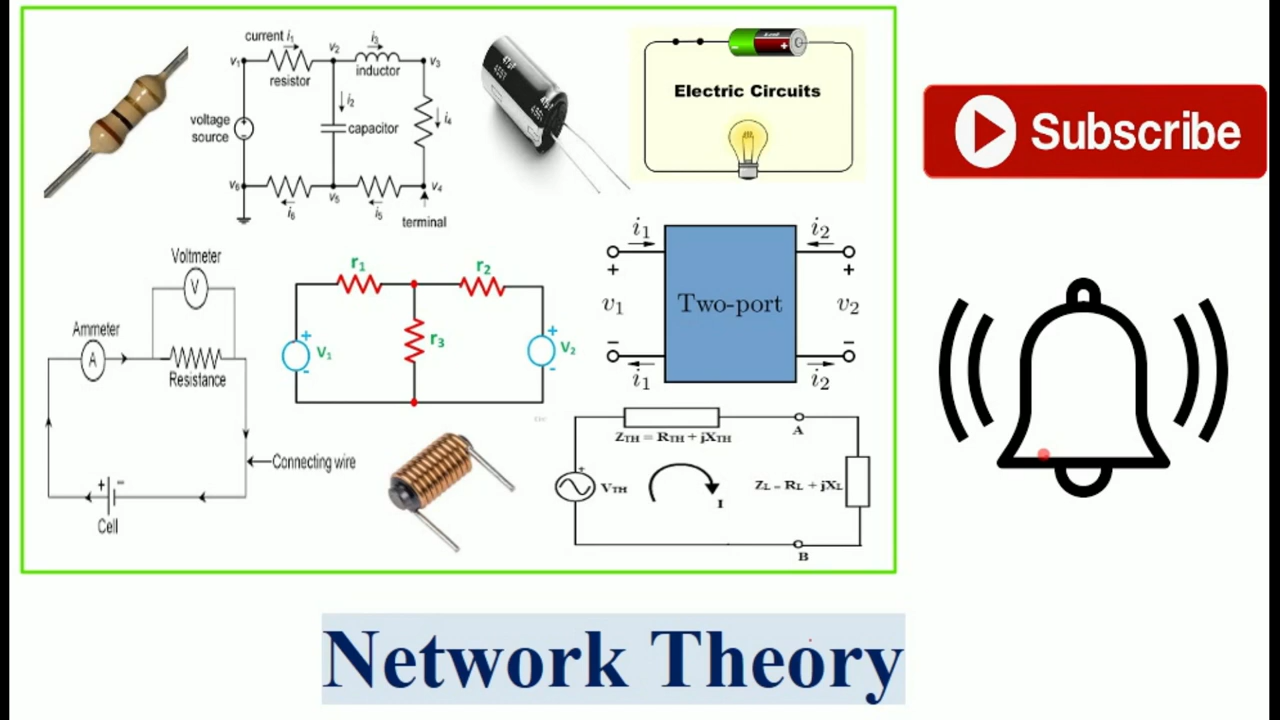 current i₁
i₃
v₁
v₂
v₃
resistor
inductor
i₂
i₄
voltage
source
capacitor
v₆
v₅
v₄
i₆
i₅
terminal
47µF
450V
Electric Circuits
Subscribe
Voltmeter
V
Ammeter
A
Resistance
Connecting wire
Cell
r₁
r₂
r₃
V₁
V₂
i₁
i₂
v₁
Two-port
v₂
i₁
i₂
Z_TH = R_TH + jX_TH
A
V_TH
I
Z_L = R_L + jX_L
B
Network Theory